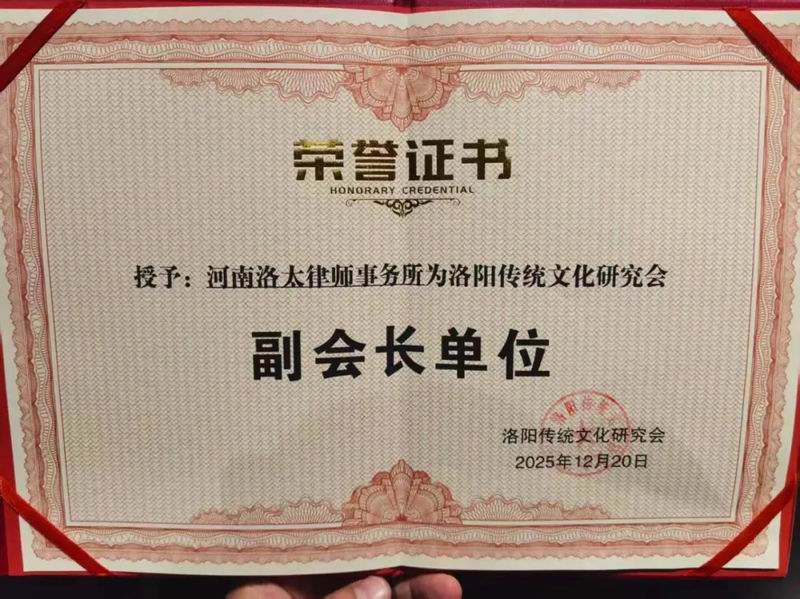 荣誉证书
HONORARY CREDENTIAL
授予：河南洛太律师事务所为洛阳传统文化研究会
副会长单位
洛阳传统文化研究会
2025年12月20日